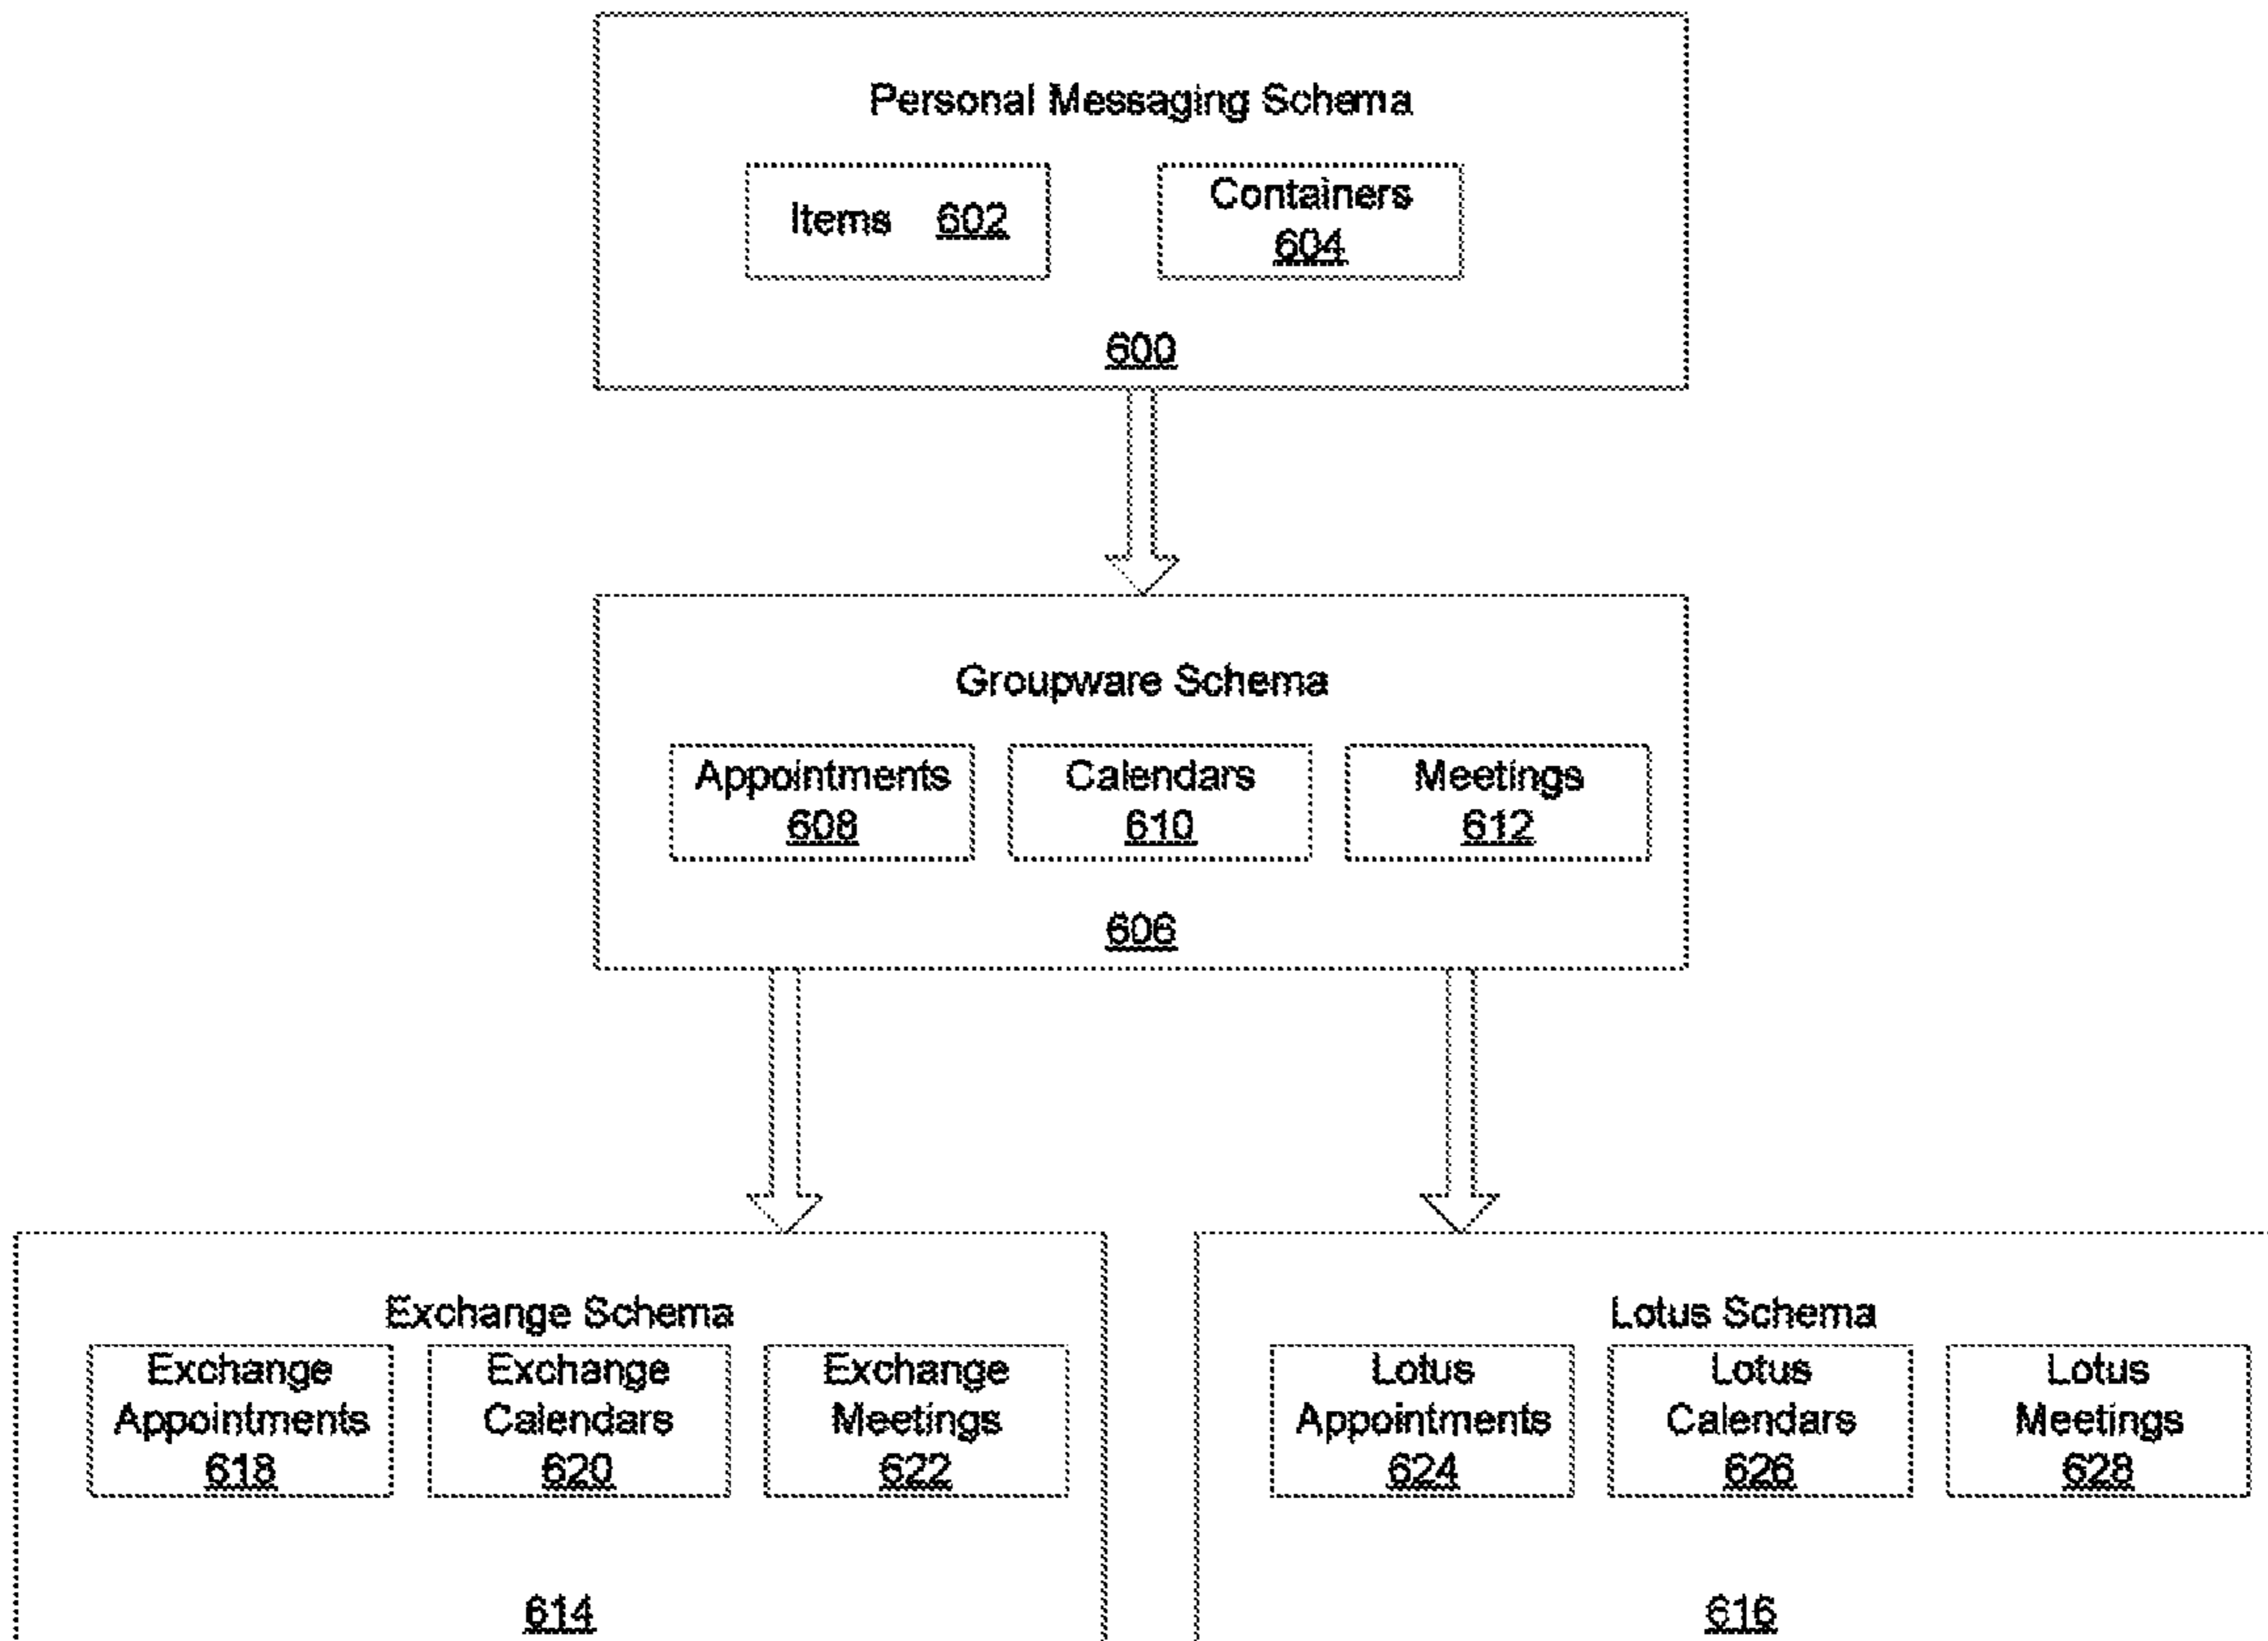 Personal Messaging Schema
Items 602
Containers
604
600
Groupware Schema
Appointments
608
Calendars
610
Meetings
612
606
Exchange Schema
Exchange
Appointments
618
Exchange
Calendars
620
Exchange
Meetings
622
614
Lotus Schema
Lotus
Appointments
624
Lotus
Calendars
626
Lotus
Meetings
628
616